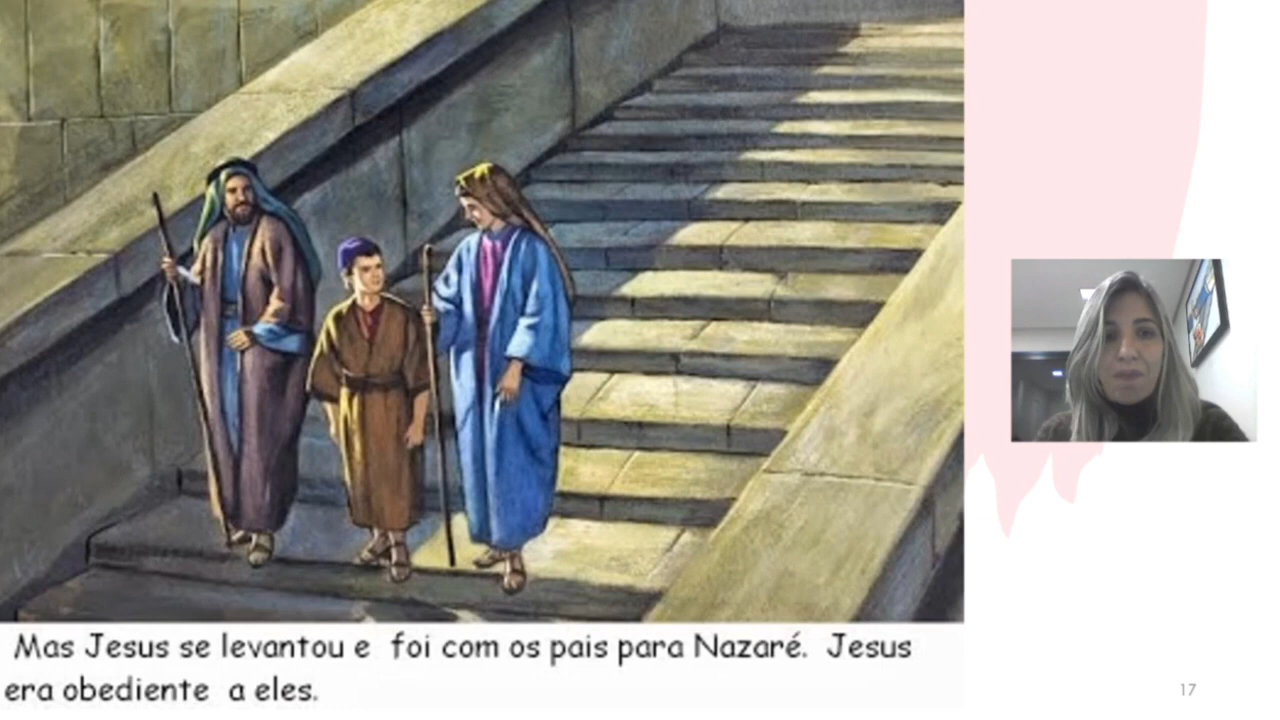 Mas Jesus se levantou e foi com os pais para Nazaré. Jesus
era obediente a eles.
17